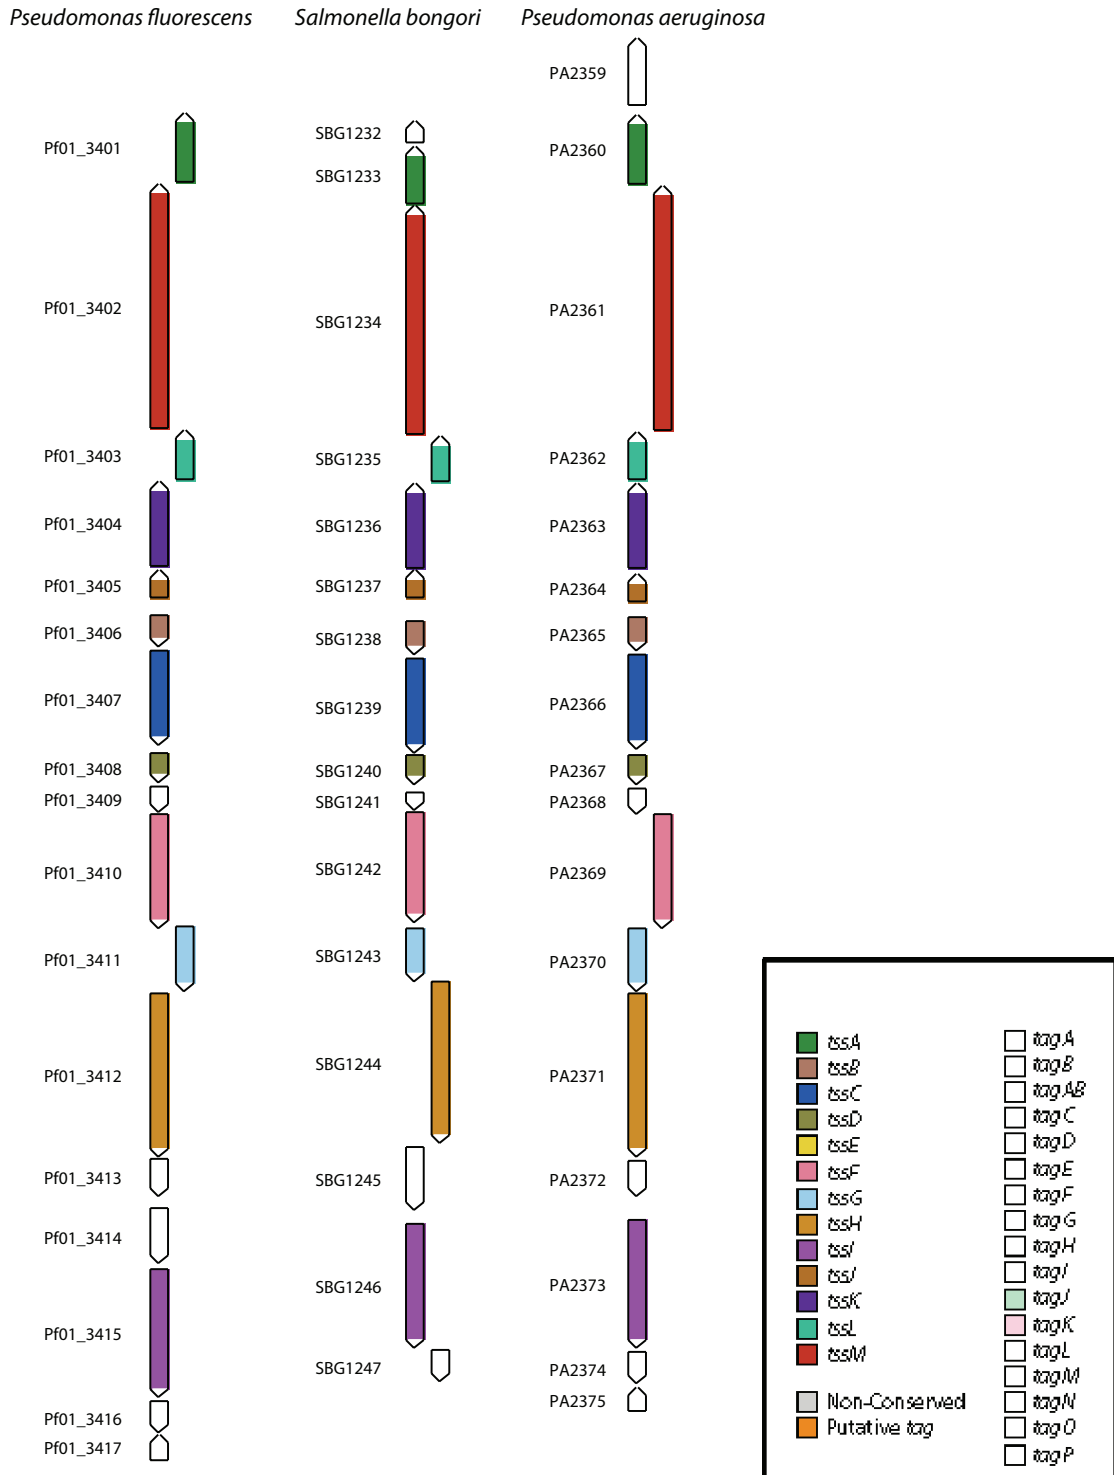 Pseudomonas fluorescens
Salmonella bongori
Pseudomonas aeruginosa
Pf01_3401
Pf01_3402
Pf01_3403
Pf01_3404
Pf01_3405
Pf01_3406
Pf01_3407
Pf01_3408
Pf01_3409
Pf01_3410
Pf01_3411
Pf01_3412
Pf01_3413
Pf01_3414
Pf01_3415
Pf01_3416
Pf01_3417
SBG1232
SBG1233
SBG1234
SBG1235
SBG1236
SBG1237
SBG1238
SBG1239
SBG1240
SBG1241
SBG1242
SBG1243
SBG1244
SBG1245
SBG1246
SBG1247
PA2359
PA2360
PA2361
PA2362
PA2363
PA2364
PA2365
PA2366
PA2367
PA2368
PA2369
PA2370
PA2371
PA2372
PA2373
PA2374
PA2375
tssA
tssB
tssC
tssD
tssE
tssF
tssG
tssH
tssI
tssJ
tssK
tssL
tssM
Non-Conserved
Putative tag
tagA
tagB
tagAB
tagC
tagD
tagE
tagF
tagG
tagH
tagI
tagJ
tagK
tagL
tagM
tagN
tagO
tagP